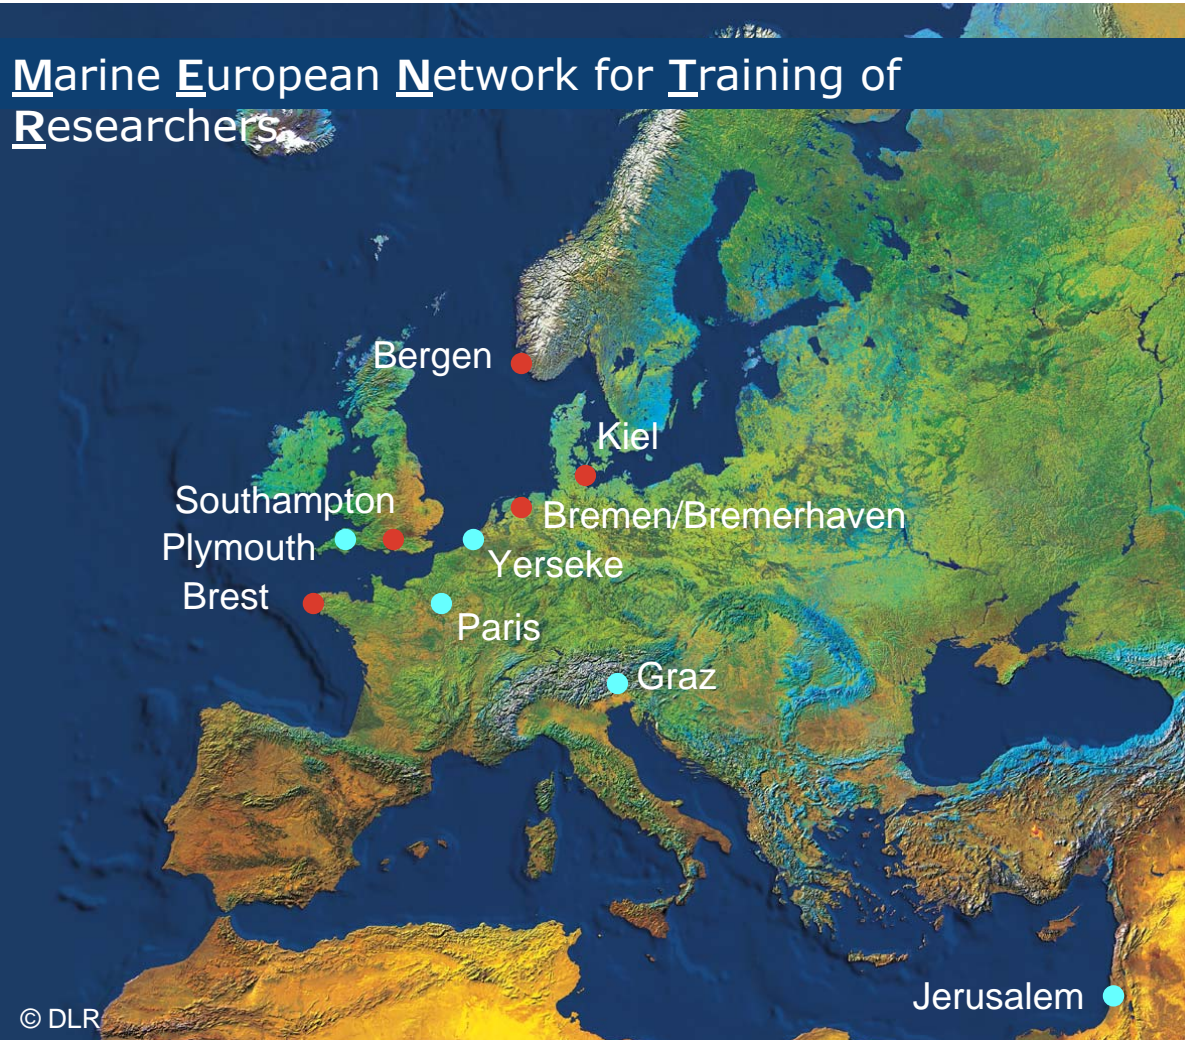 Marine European Network for Training of
Researchers
Bergen
Kiel
Southampton
Bremen/Bremerhaven
Plymouth
Yerseke
Brest
Paris
Graz
Jerusalem
© DLR